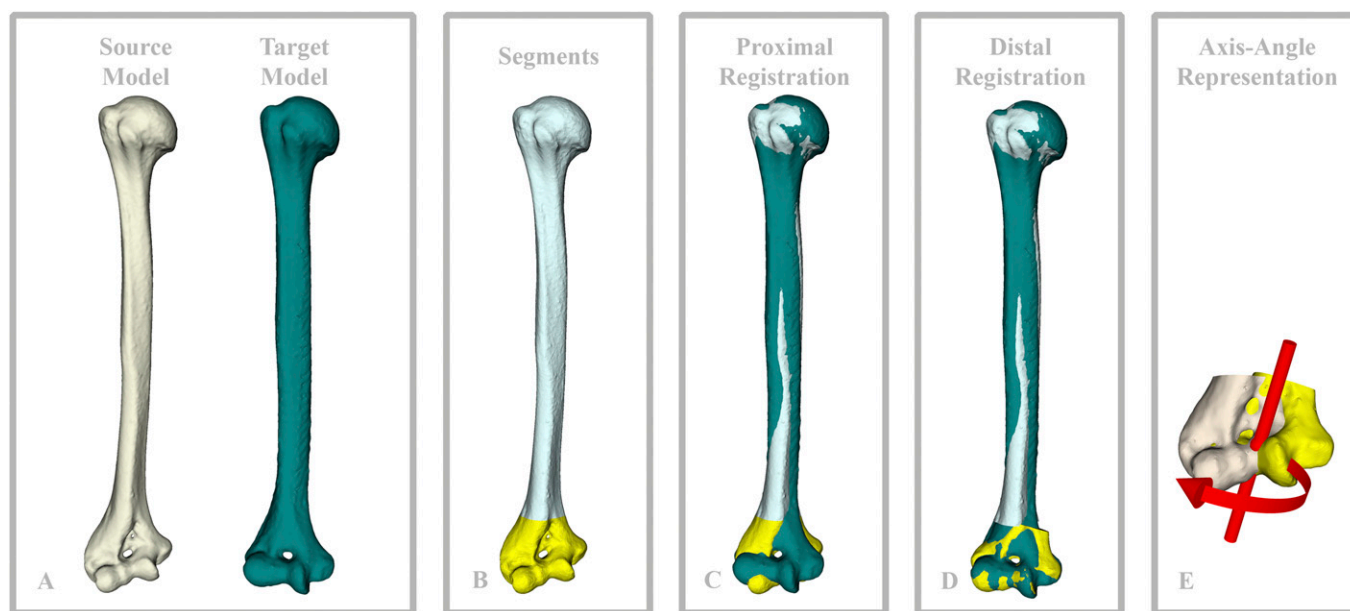 Source
Model
Target
Model
Segments
Proximal
Registration
Distal
Registration
Axis-Angle
Representation
A
B
C
D
E